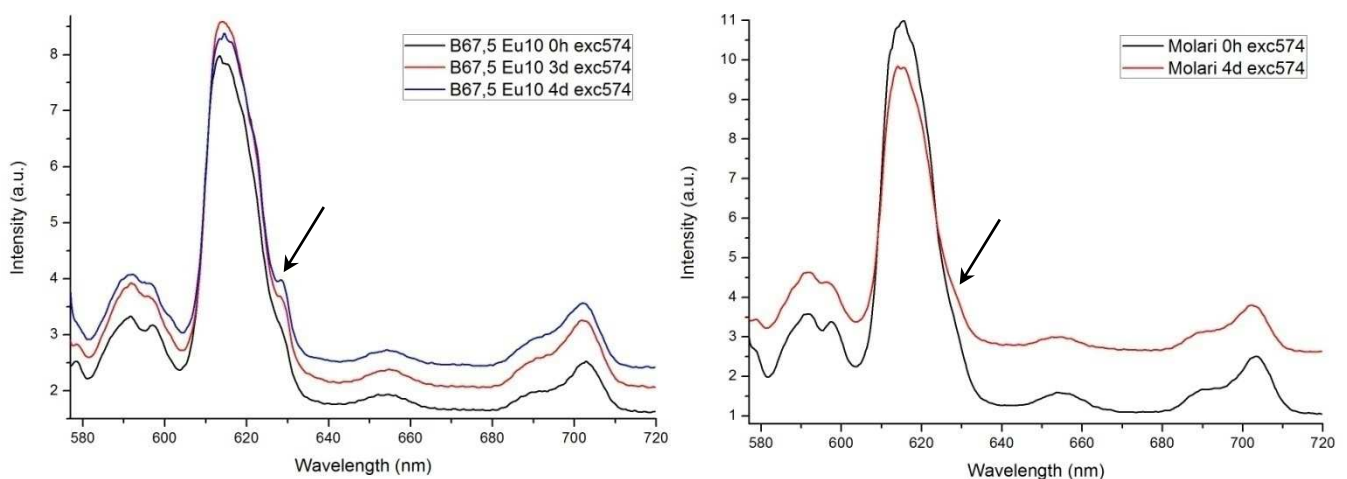 8
7
6
5
4
3
2
Intensity (a.u.)
B67,5 Eu10 0h exc574
B67,5 Eu10 3d exc574
B67,5 Eu10 4d exc574
580 600 620 640 660 680 700 720
Wavelength (nm)
11
10
9
8
7
6
5
4
3
2
1
Intensity (a.u.)
Molari 0h exc574
Molari 4d exc574
580 600 620 640 660 680 700 720
Wavelength (nm)